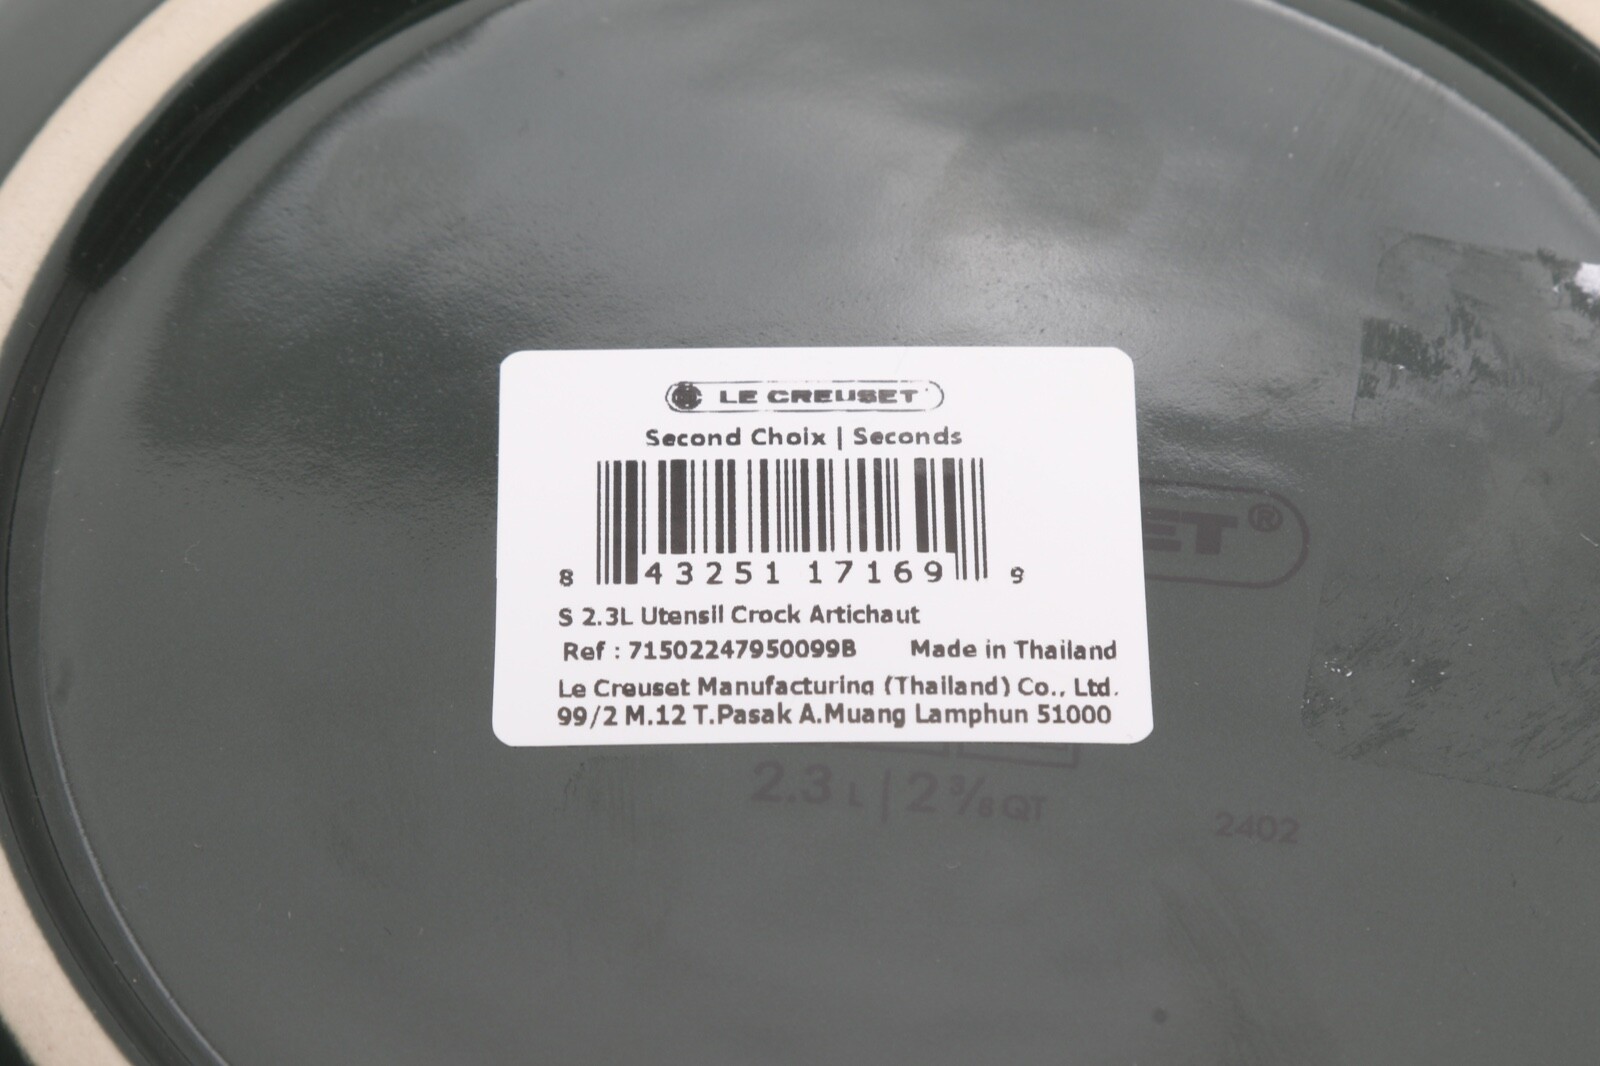 LE CREUSET
Second Choix | Seconds
8 43251 17169 9
S 2.3L Utensil Crock Artichaut
Ref : 71502247950099B Made in Thailand
Le Creuset Manufacturing (Thailand) Co., Ltd.
99/2 M.12 T.Pasak A.Muang Lamphun 51000
ET®
2.3 L | 2 3/8 QT
2402